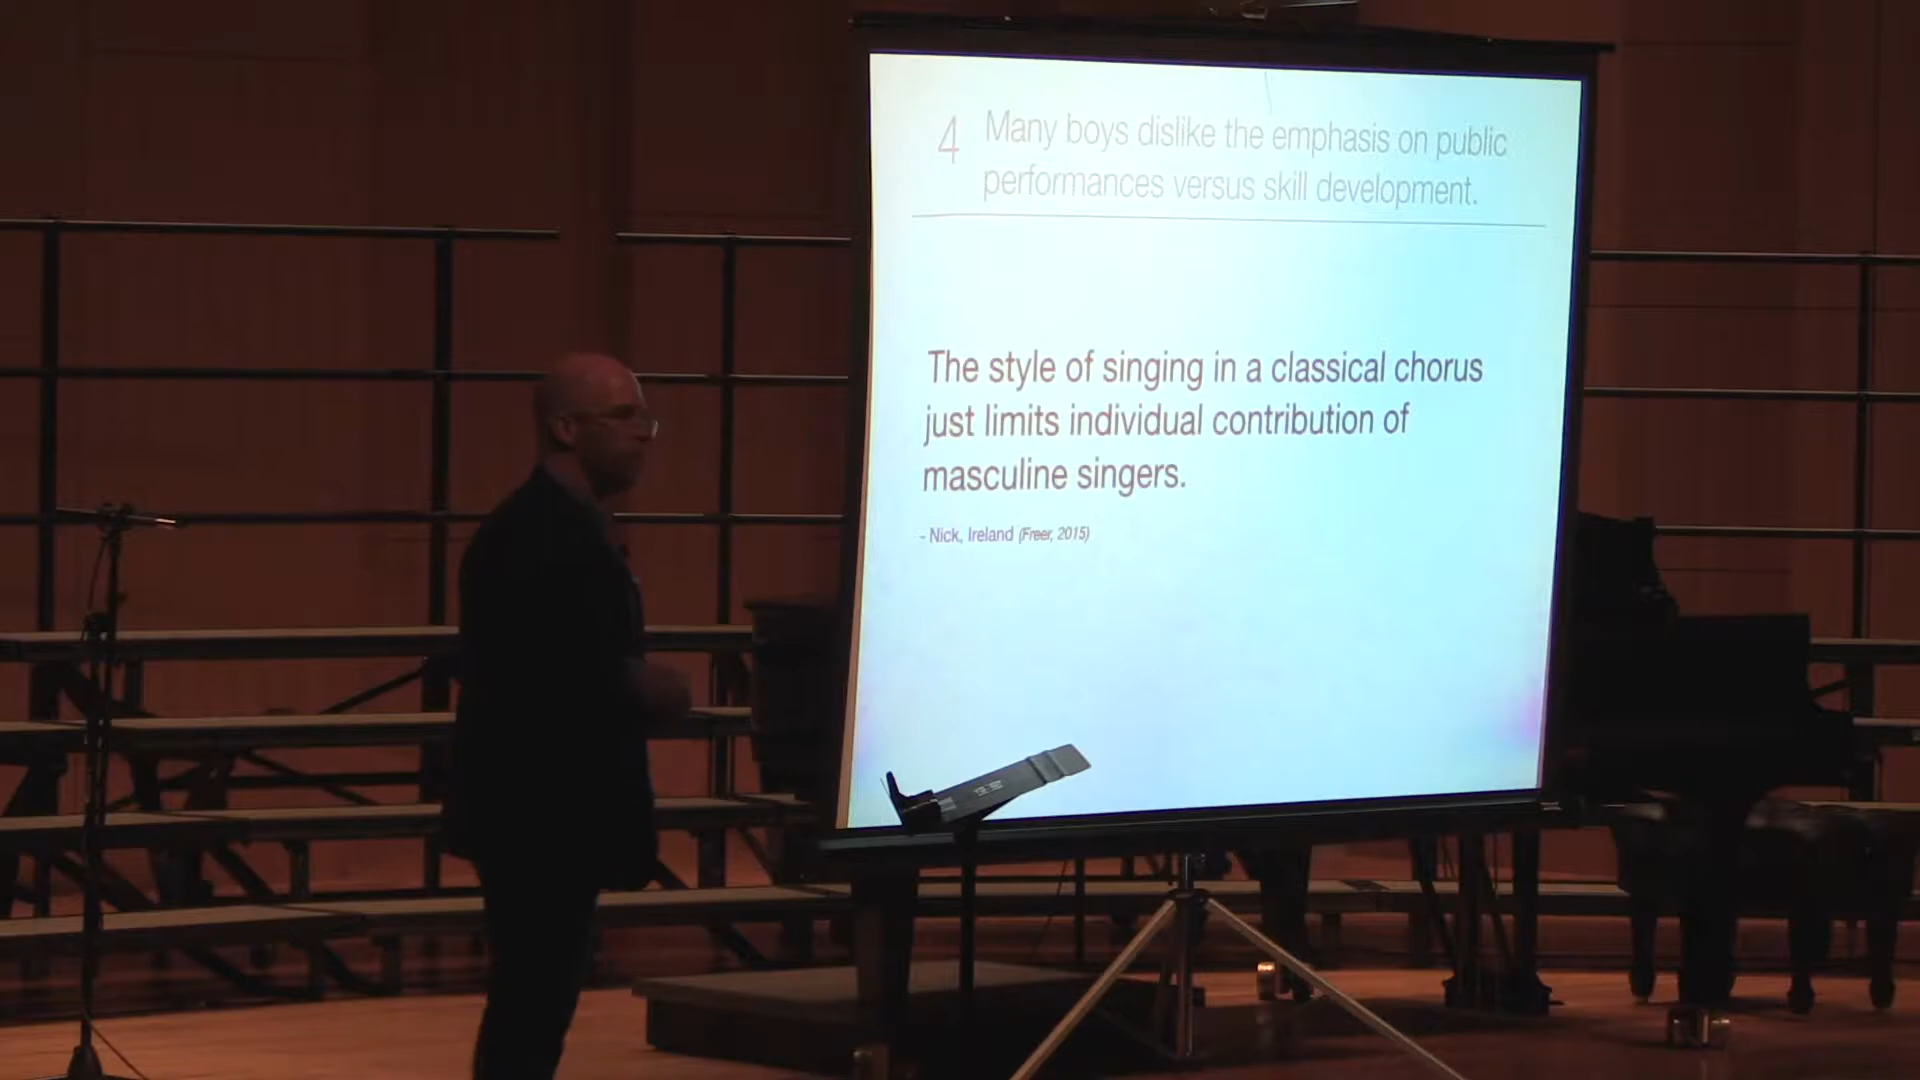 4 Many boys dislike the emphasis on public
performances versus skill development.
The style of singing in a classical chorus
just limits individual contribution of
masculine singers.
- Nick, Ireland (Freer, 2015)